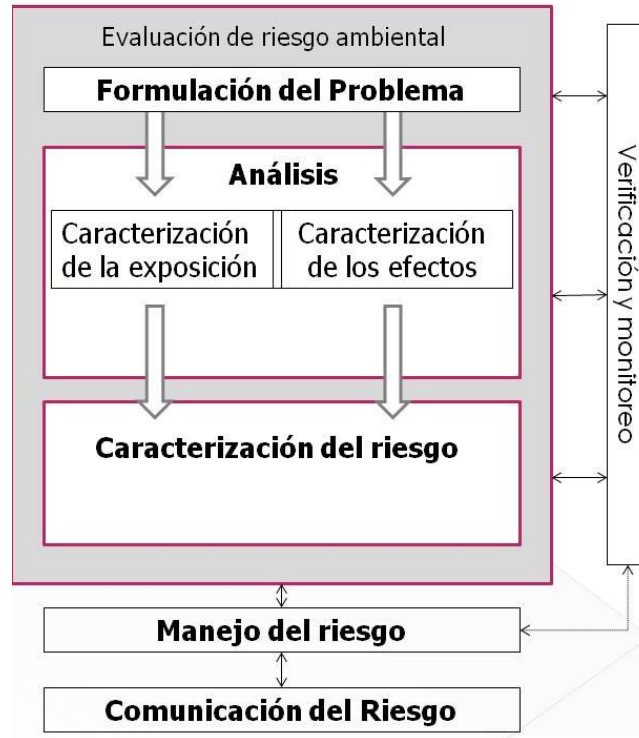 Evaluación de riesgo ambiental
Formulación del Problema
Análisis
Caracterización
de la exposición
Caracterización
de los efectos
Caracterización del riesgo
Manejo del riesgo
Comunicación del Riesgo
Verificación y monitoreo